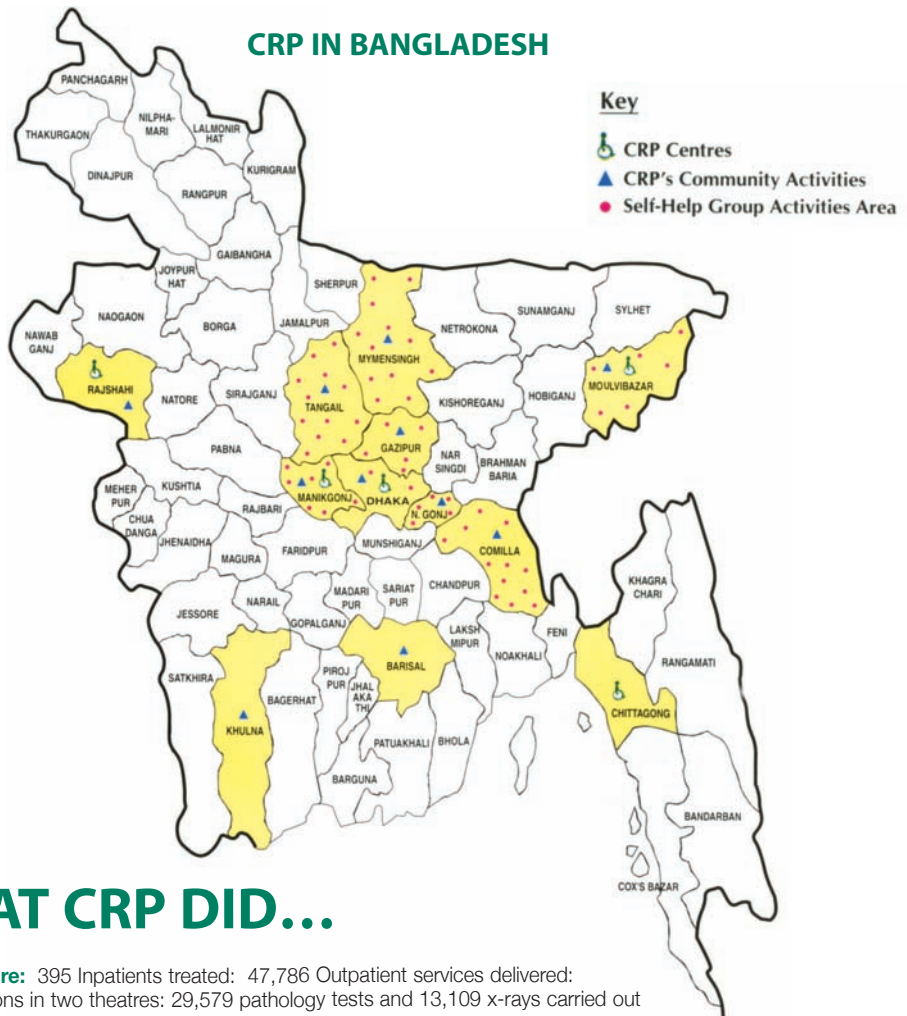 CRP IN BANGLADESH
Key
CRP Centres
CRP's Community Activities
Self-Help Group Activities Area
PANCHAGARH
THAKURGAON
NILPHA-
MARI
LALMONIR
HAT
DINAJPUR
KURIGRAM
RANGPUR
GAIBANGHA
JOYPUR
HAT
SHERPUR
NAOGAON
BORGA
JAMALPUR
NETROKONA
SUNAMGANJ
SYLHET
NAWAB
GANJ
MYMENSINGH
RAJSHAHI
NATORE
SIRAJGANJ
TANGAIL
KISHOREGANJ
HOBIGANJ
MOULVIBAZAR
PABNA
GAZIPUR
NAR
SINGDI
BRAHMAN
BARIA
MEHER
PUR
KUSHTIA
MANIKGONJ
DHAKA
N. GONJ
CHUA
DANGA
RAJBARI
JHENAIDHA
MAGURA
FARIDPUR
MUNSHIGANJ
COMILLA
KHAGRA
CHARI
JESSORE
NARAIL
MADARI
PUR
SARIAT
PUR
CHANDPUR
GOPALGANJ
LAKSH
MIPUR
NOAKHALI
FENI
RANGAMATI
SATKHIRA
BAGERHAT
PIROJ
PUR
JHAL
AKA
THI
BARISAL
KHULNA
PATUAKHALI
BHOLA
CHITTAGONG
BARGUNA
BANDARBAN
COX'S BAZAR
AT CRP DID...
re: 395 Inpatients treated: 47,786 Outpatient services delivered:
ons in two theatres: 29,579 pathology tests and 13,109 x-rays carried out